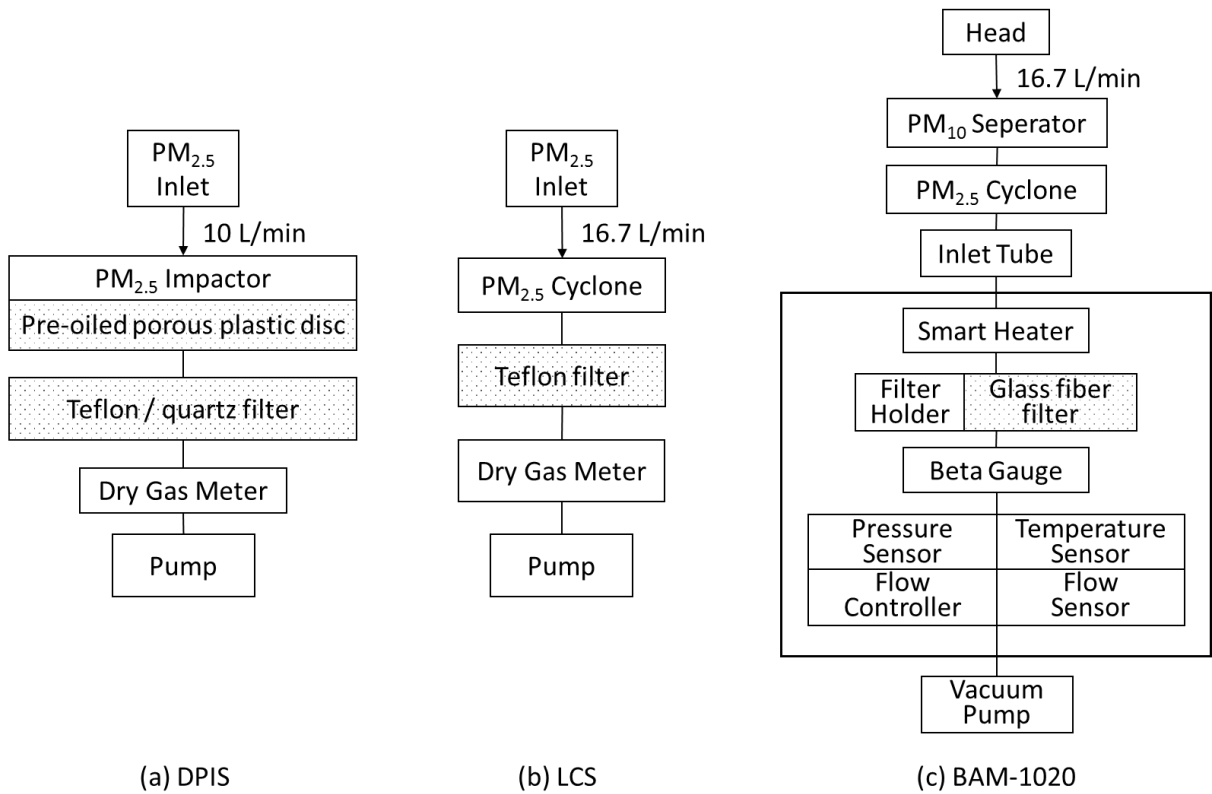 PM2.5
Inlet
10 L/min
PM2.5 Impactor
Pre-oiled porous plastic disc
Teflon / quartz filter
Dry Gas Meter
Pump
(a) DPIS
PM2.5
Inlet
16.7 L/min
PM2.5 Cyclone
Teflon filter
Dry Gas Meter
Pump
(b) LCS
Head
16.7 L/min
PM10 Seperator
PM2.5 Cyclone
Inlet Tube
Smart Heater
Filter
Holder
Glass fiber
filter
Beta Gauge
Pressure
Sensor
Temperature
Sensor
Flow
Controller
Flow
Sensor
Vacuum
Pump
(c) BAM-1020